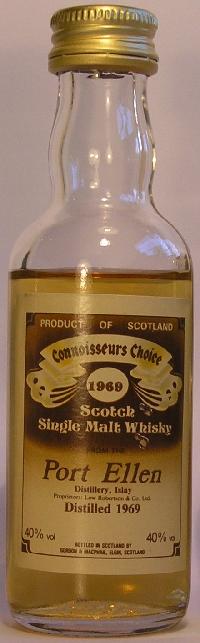 PRODUCT OF SCOTLAND
Connoisseurs Choice
1969
Scotch
Single Malt Whisky
FROM THE
Port Ellen
Distillery, Islay
Proprietors: Low Robertson & Co. Ltd.
Distilled 1969
40% vol 40% vol
BOTTLED IN SCOTLAND BY
GORDON & MACPHAIL, ELGIN, SCOTLAND